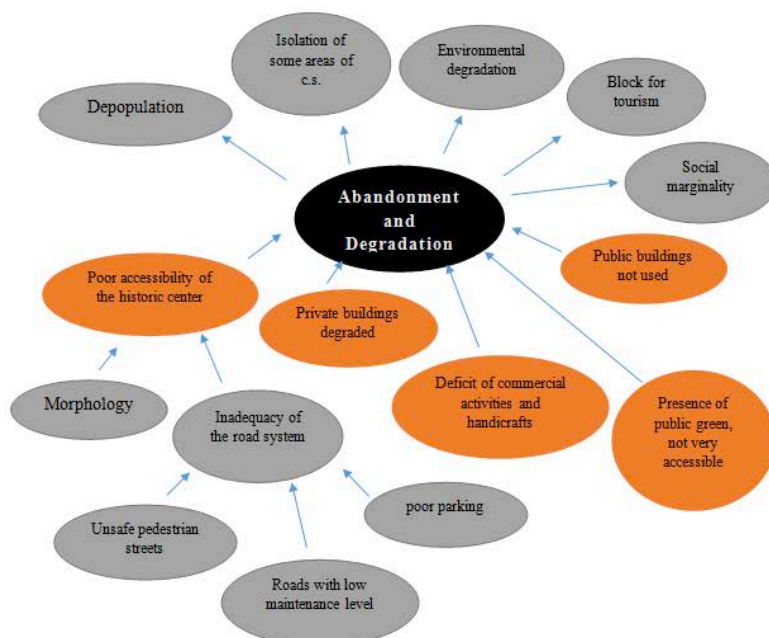 Isolation of
some areas of
c.s.
Environmental
degradation
Block for
tourism
Depopulation
Social
marginality
Abandonment
and
Degradation
Public buildings
not used
Poor accessibility of
the historic center
Private buildings
degraded
Deficit of commercial
activities and
handicrafts
Presence of
public green,
not very
accessible
Morphology
Inadequacy of
the road system
poor parking
Unsafe pedestrian
streets
Roads with low
maintenance level